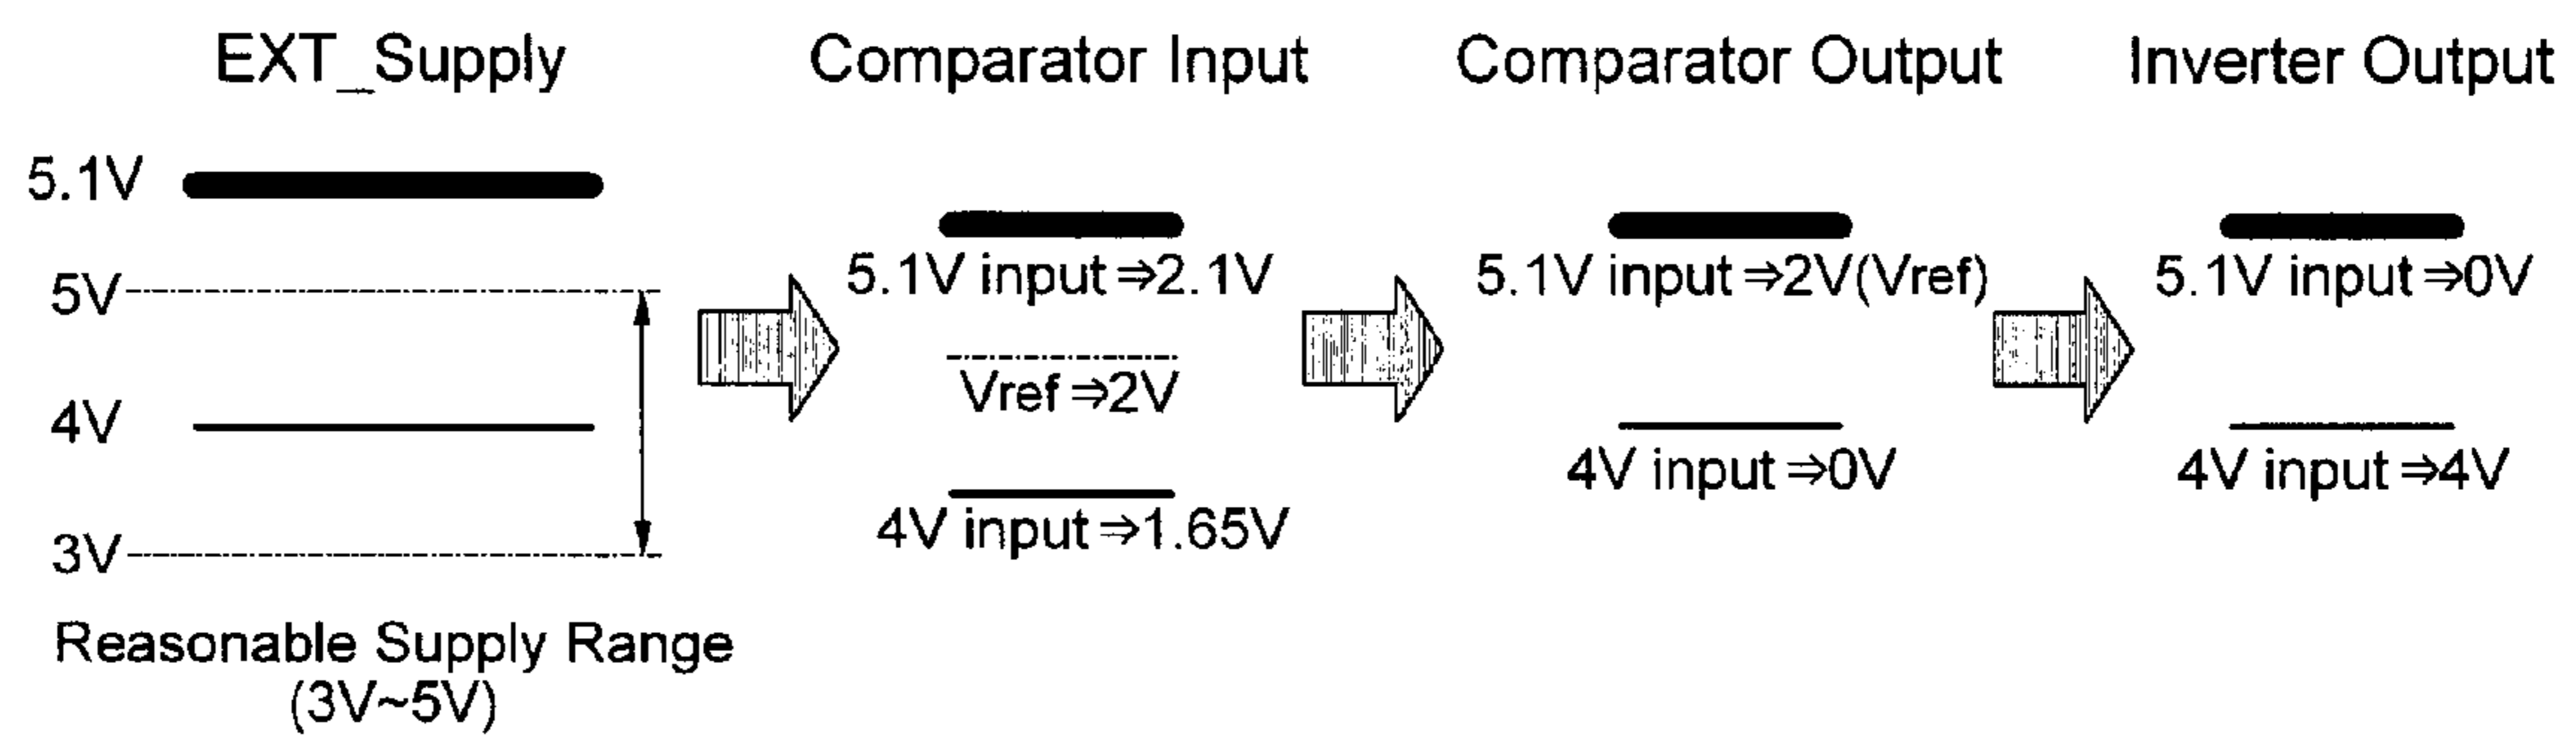 EXT_Supply
5.1V
5V
4V
3V
Reasonable Supply Range
(3V~5V)
Comparator Input
5.1V input⇒2.1V
Vref⇒2V
4V input⇒1.65V
Comparator Output
5.1V input⇒2V(Vref)
4V input⇒0V
Inverter Output
5.1V input⇒0V
4V input⇒4V